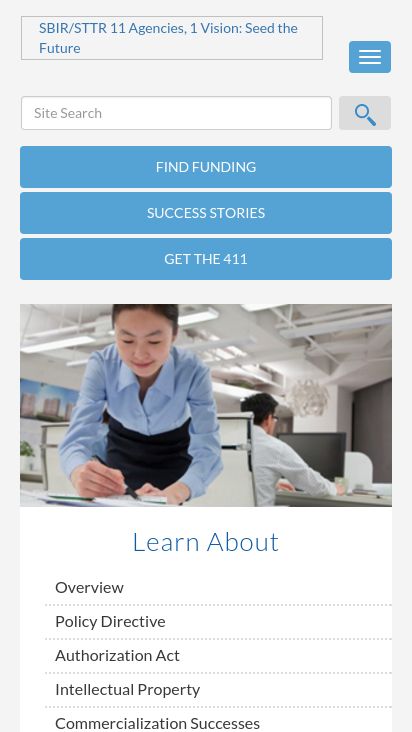 SBIR/STTR 11 Agencies, 1 Vision: Seed the
Future
Site Search
FIND FUNDING
SUCCESS STORIES
GET THE 411
Learn About
Overview
Policy Directive
Authorization Act
Intellectual Property
Commercialization Successes